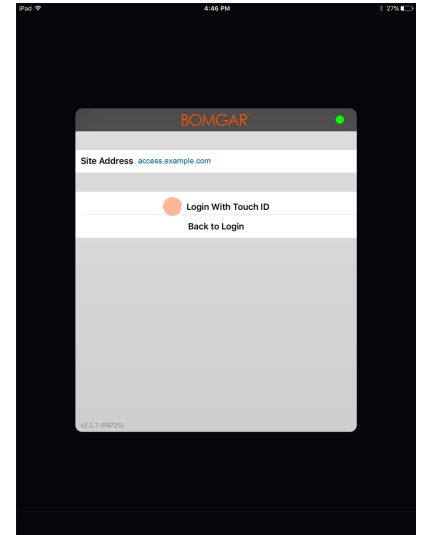 iPad 4:46 PM 27%
BOMGAR
Site Address access.example.com
Login With Touch ID
Back to Login
v2.2.7 (59725)